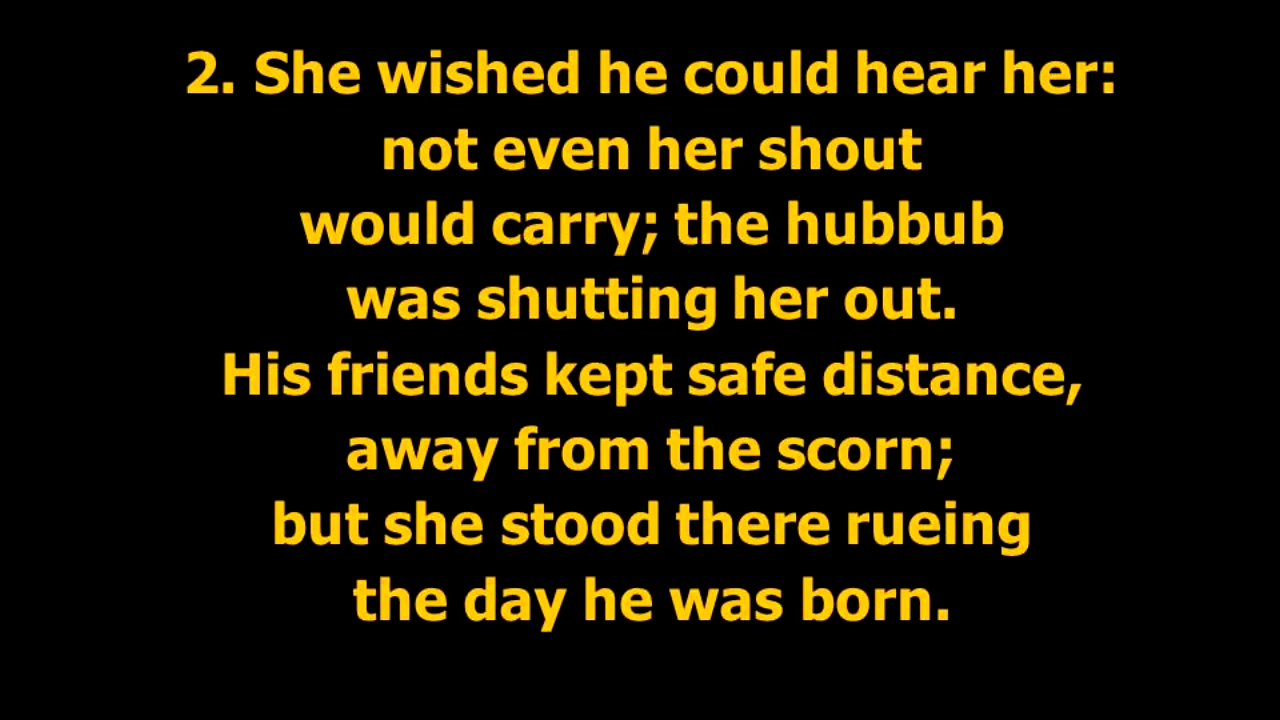 2. She wished he could hear her:
not even her shout
would carry; the hubbub
was shutting her out.
His friends kept safe distance,
away from the scorn;
but she stood there rueing
the day he was born.